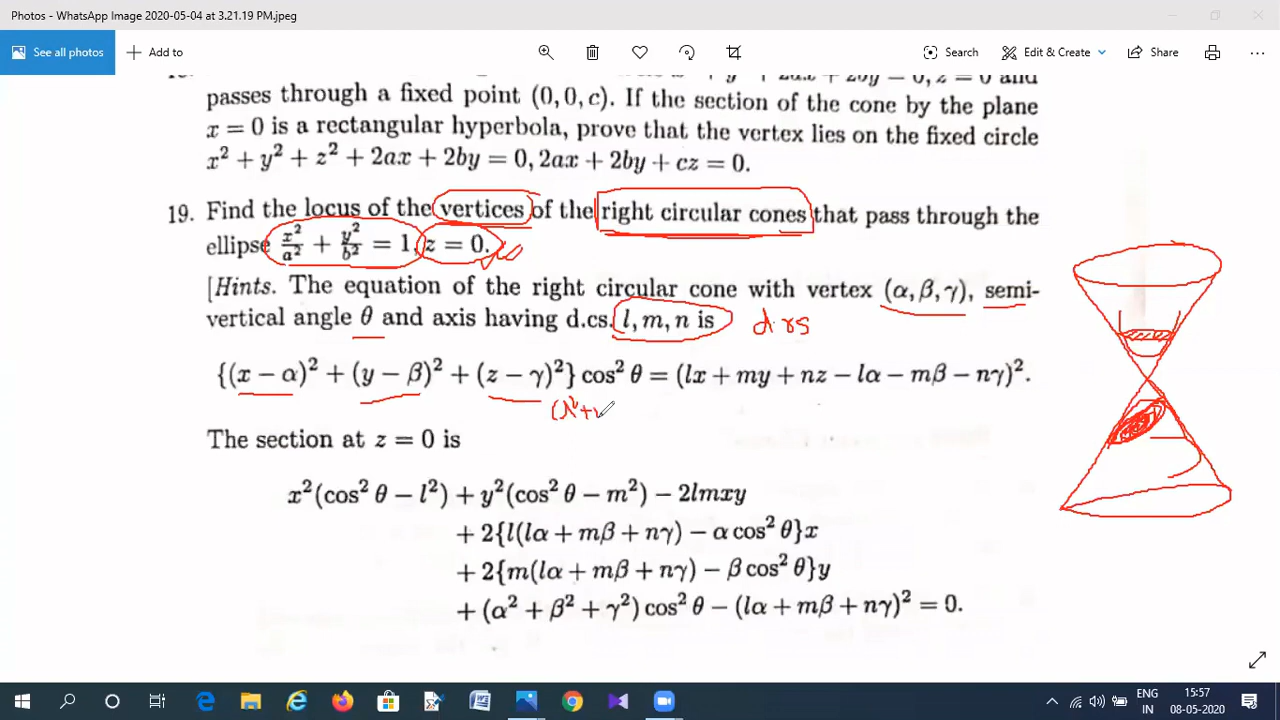 Photos - WhatsApp Image 2020-05-04 at 3.21.19 PM.jpeg
See all photos + Add to Search Edit & Create Share
passes through a fixed point (0, 0, c). If the section of the cone by the plane
x = 0 is a rectangular hyperbola, prove that the vertex lies on the fixed circle
x² + y² + z² + 2ax + 2by = 0, 2ax + 2by + cz = 0.
19. Find the locus of the vertices of the right circular cones that pass through the
ellipse x²/a² + y²/b² = 1, z = 0.
[Hints. The equation of the right circular cone with vertex (α, β, γ), semi-
vertical angle θ and axis having d.cs. l, m, n is d.rs
{(x − α)² + (y − β)² + (z − γ)²} cos² θ = (lx + my + nz − lα − mβ − nγ)².
The section at z = 0 is
x²(cos² θ − l²) + y²(cos² θ − m²) − 2lmxy
+ 2{l(lα + mβ + nγ) − α cos² θ}x
+ 2{m(lα + mβ + nγ) − β cos² θ}y
+ (α² + β² + γ²) cos² θ − (lα + mβ + nγ)² = 0.
ENG 15:57
IN 08-05-2020